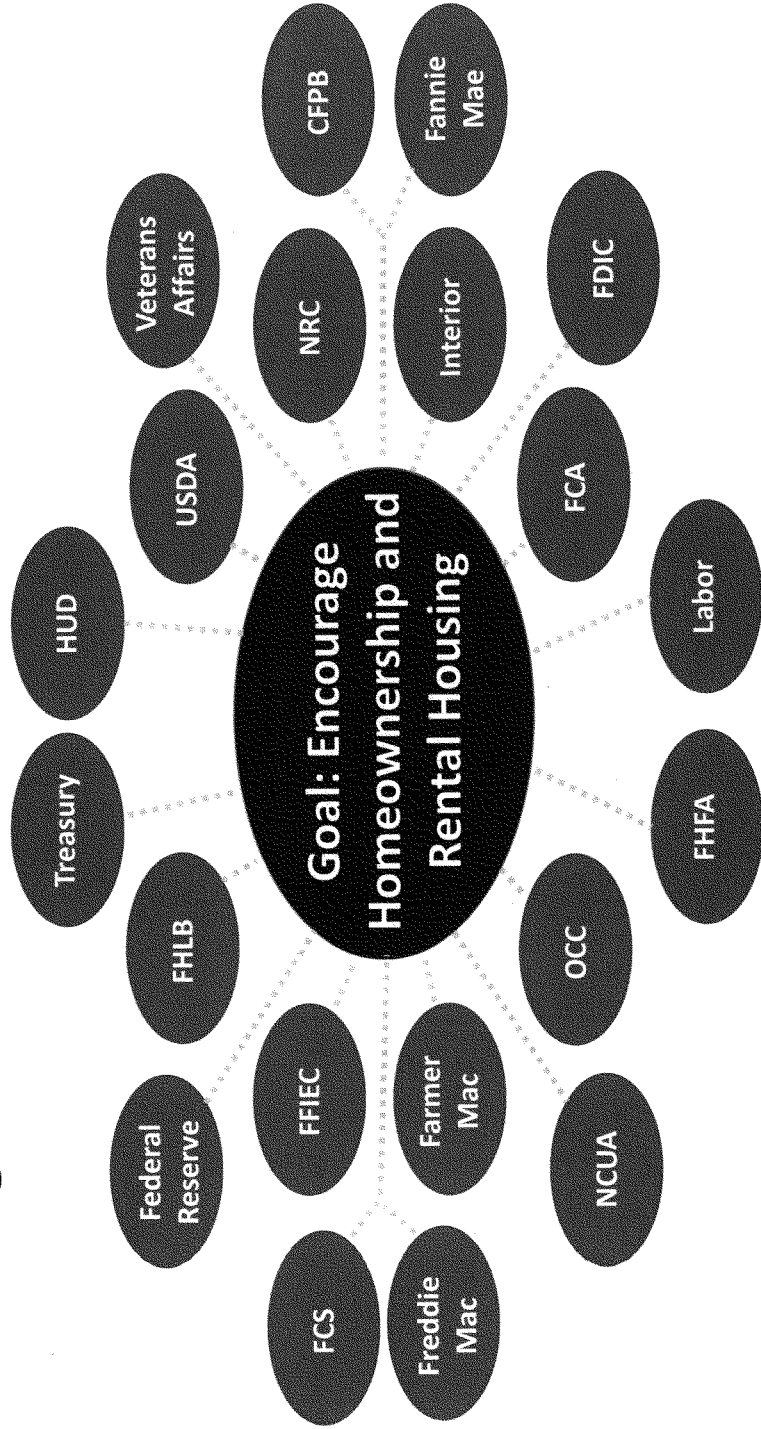 HUD
Treasury
Veterans
Affairs
USDA
FHLB
Federal
Reserve
CFPB
NRC
FFIEC
FCS
Goal: Encourage
Homeownership and
Rental Housing
Fannie
Mae
Interior
Farmer
Mac
Freddie
Mac
FDIC
FCA
OCC
NCUA
Labor
FHFA